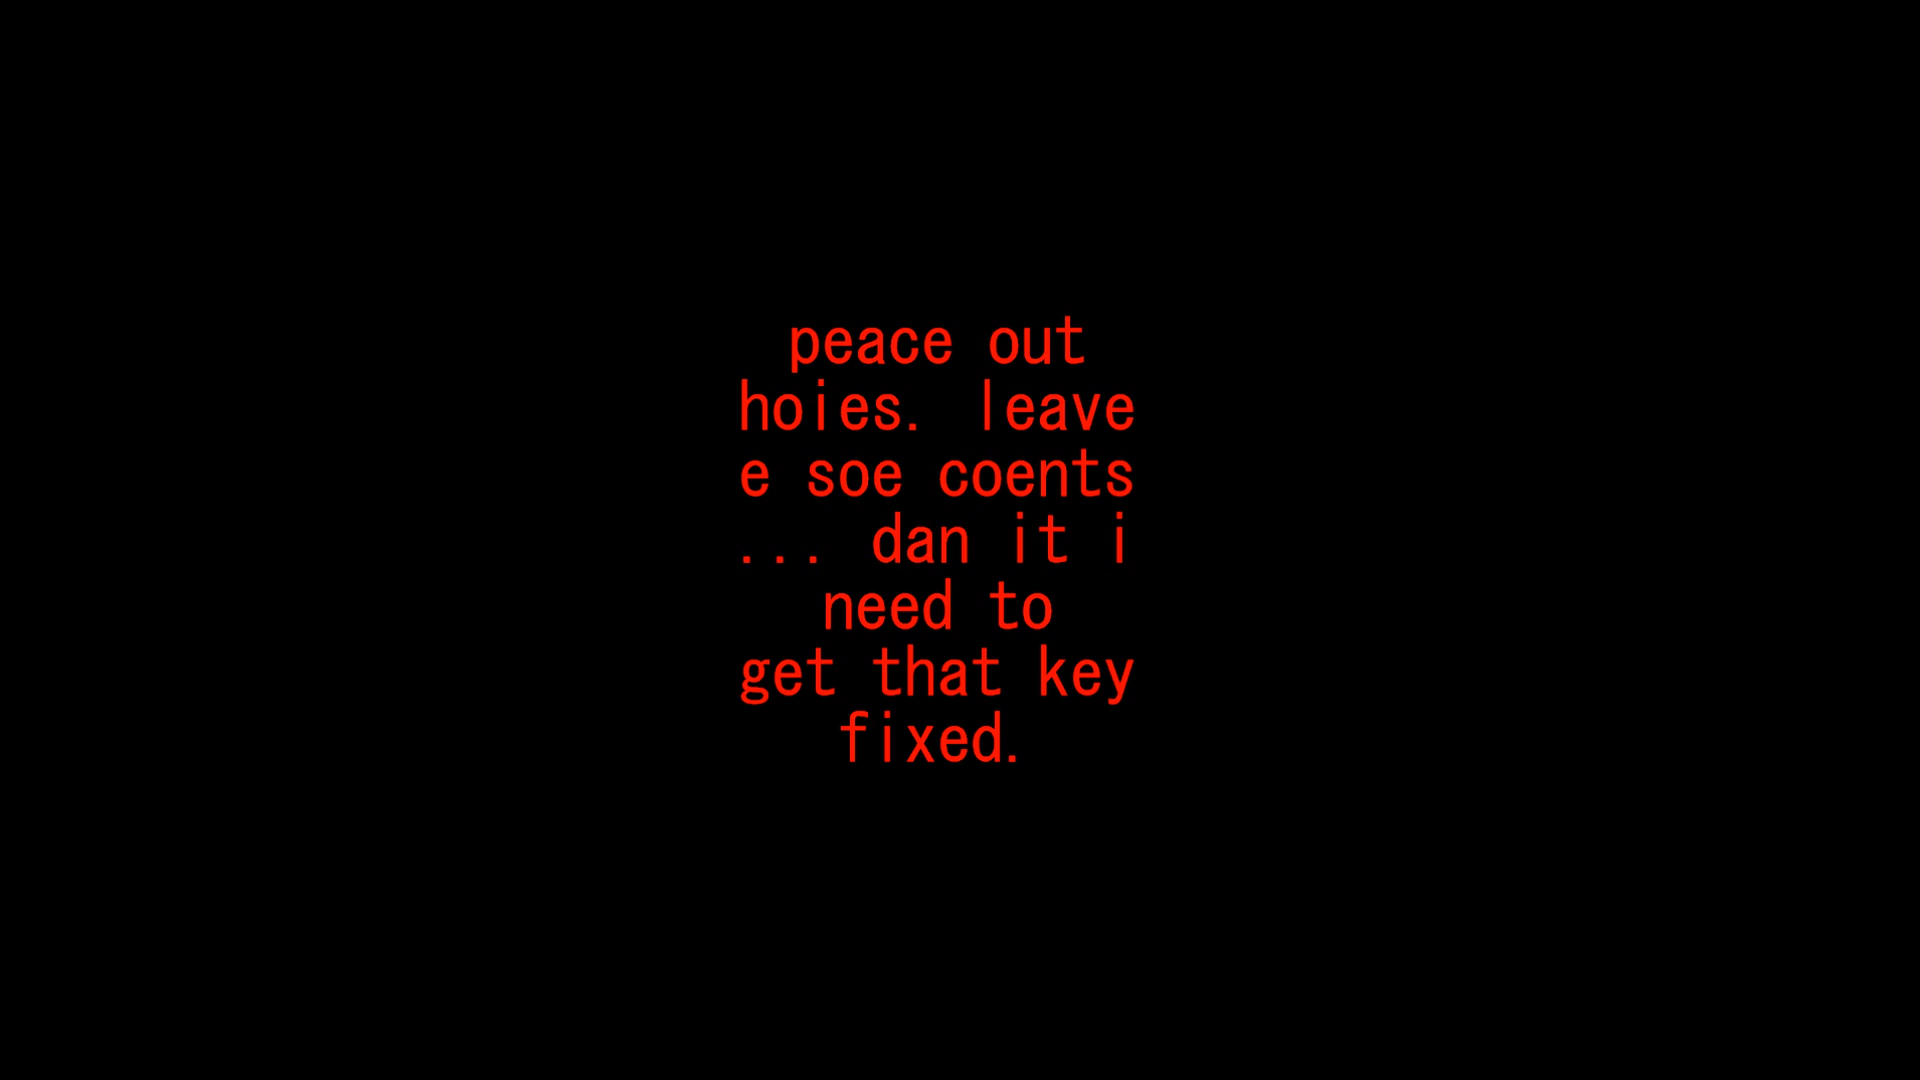 peace out
hoies. leave
e soe coents
... dan it i
need to
get that key
fixed.